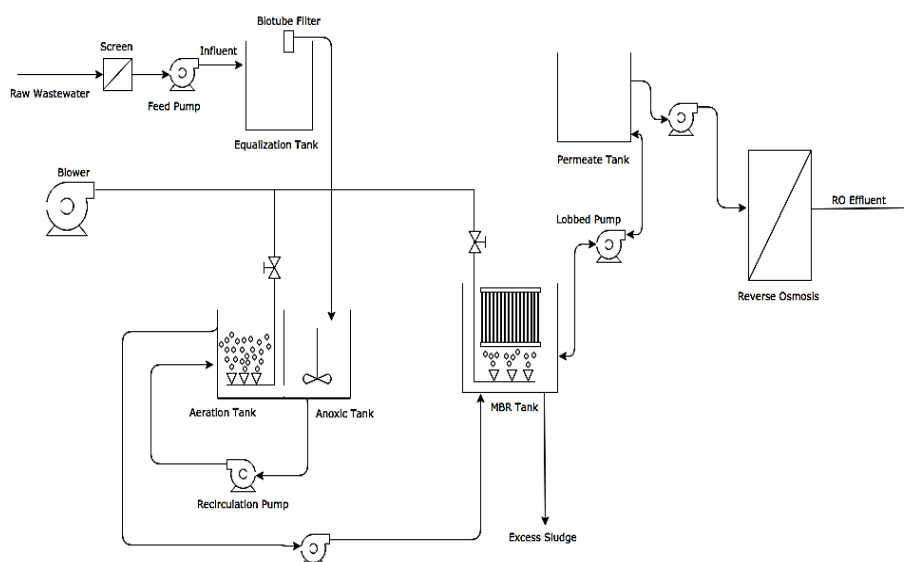 Biotube Filter
Screen
Influent
Raw Wastewater
Feed Pump
Equalization Tank
Permeate Tank
Blower
RO Effluent
Lobbed Pump
Reverse Osmosis
Aeration Tank
Anoxic Tank
MBR Tank
Recirculation Pump
Excess Sludge